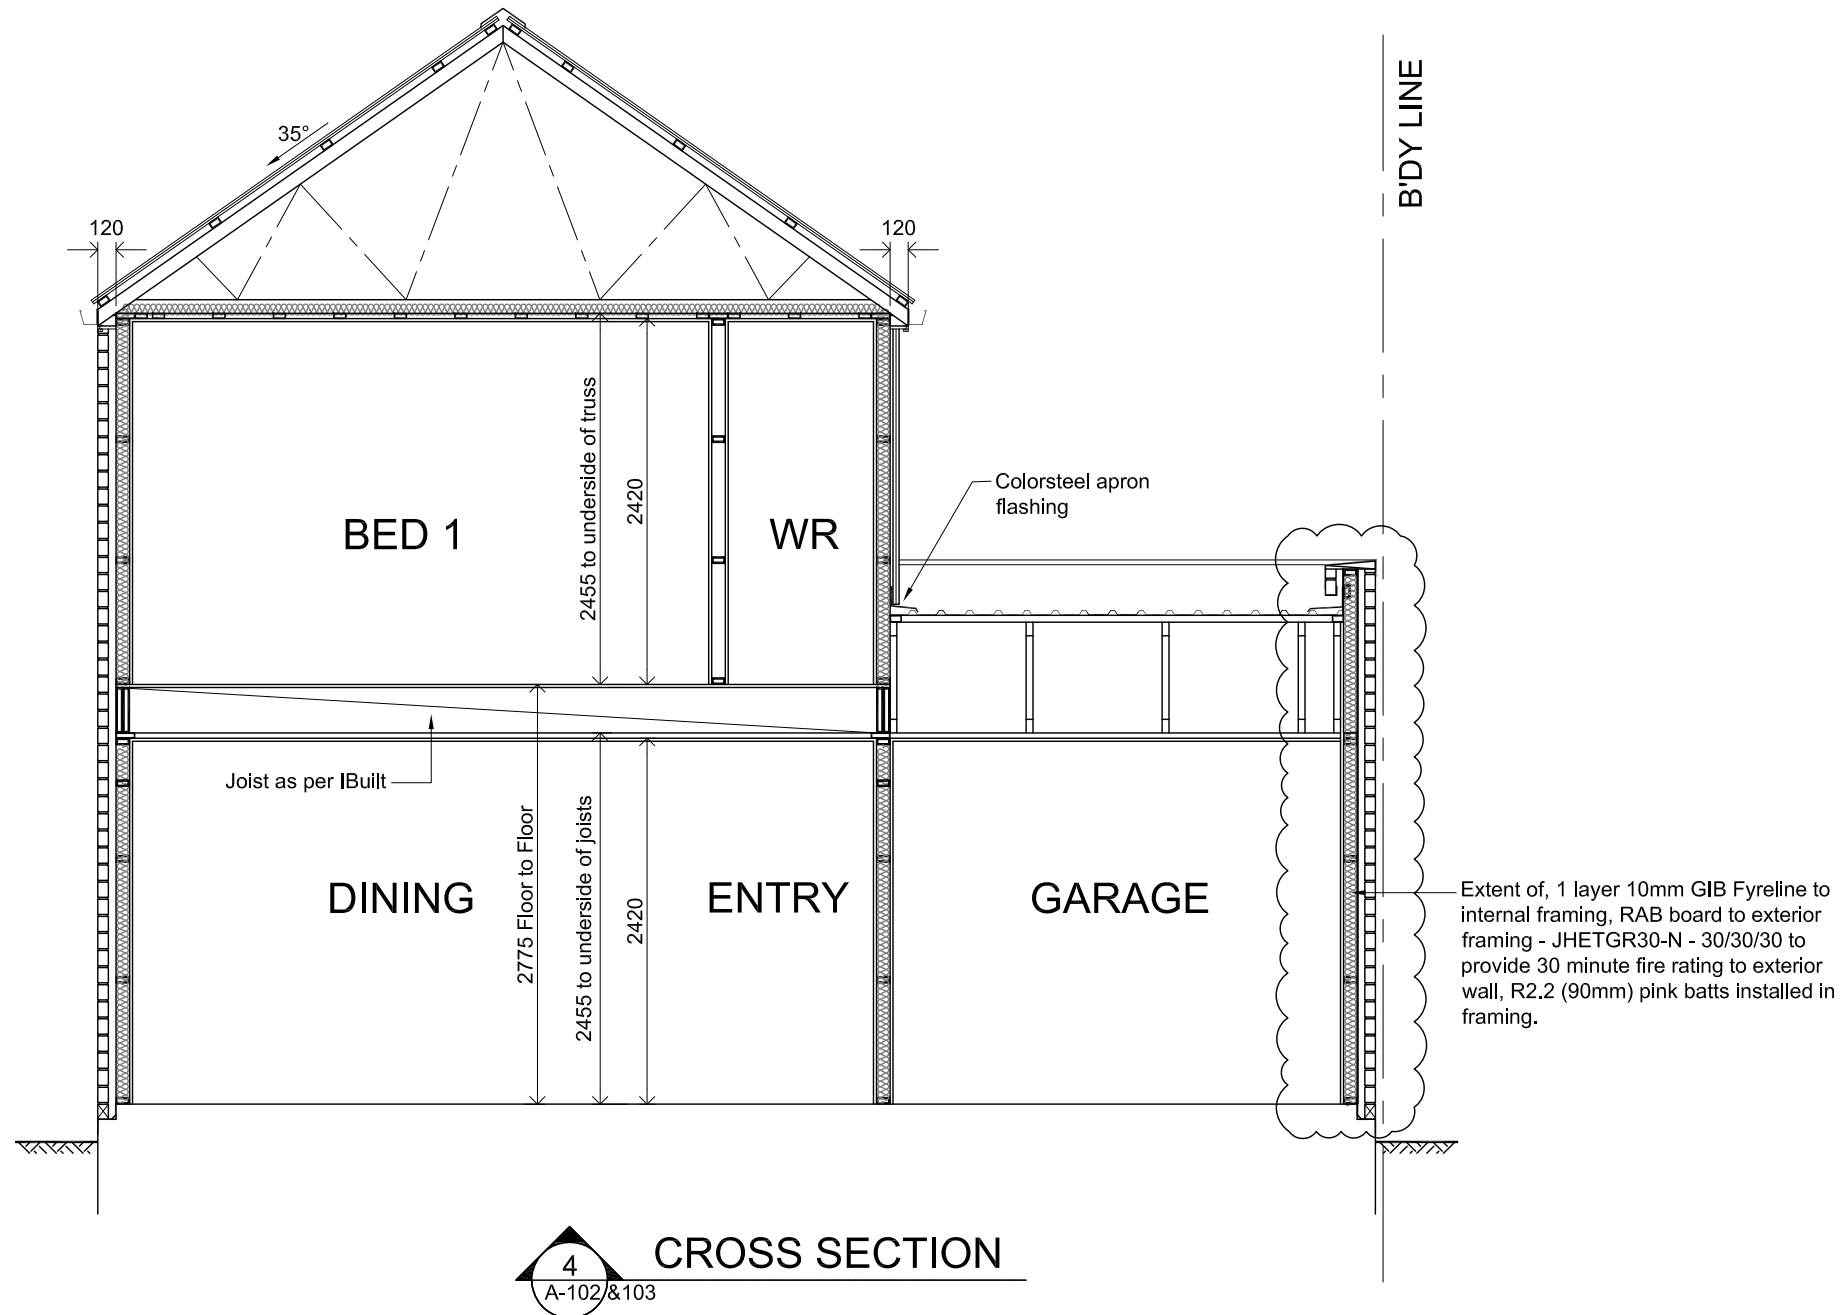 35°
120
120
B'DY LINE
2455 to underside of truss
2420
Colorsteel apron
flashing
BED 1
WR
Joist as per IBuilt
2775 Floor to Floor
2455 to underside of joists
2420
DINING
ENTRY
GARAGE
Extent of, 1 layer 10mm GIB Fyreline to
internal framing, RAB board to exterior
framing - JHETGR30-N - 30/30/30 to
provide 30 minute fire rating to exterior
wall, R2.2 (90mm) pink batts installed in
framing.
4
A-102 &103
CROSS SECTION